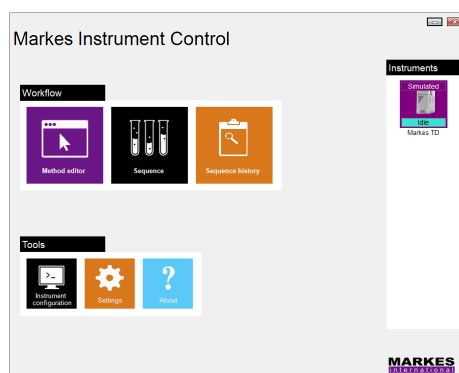 Markes Instrument Control
Workflow
Method editor
Sequence
Sequence history
Tools
>_
Instrument
configuration
Settings
?
About
Instruments
Simulated
Idle
Markes TD
MARKES
international